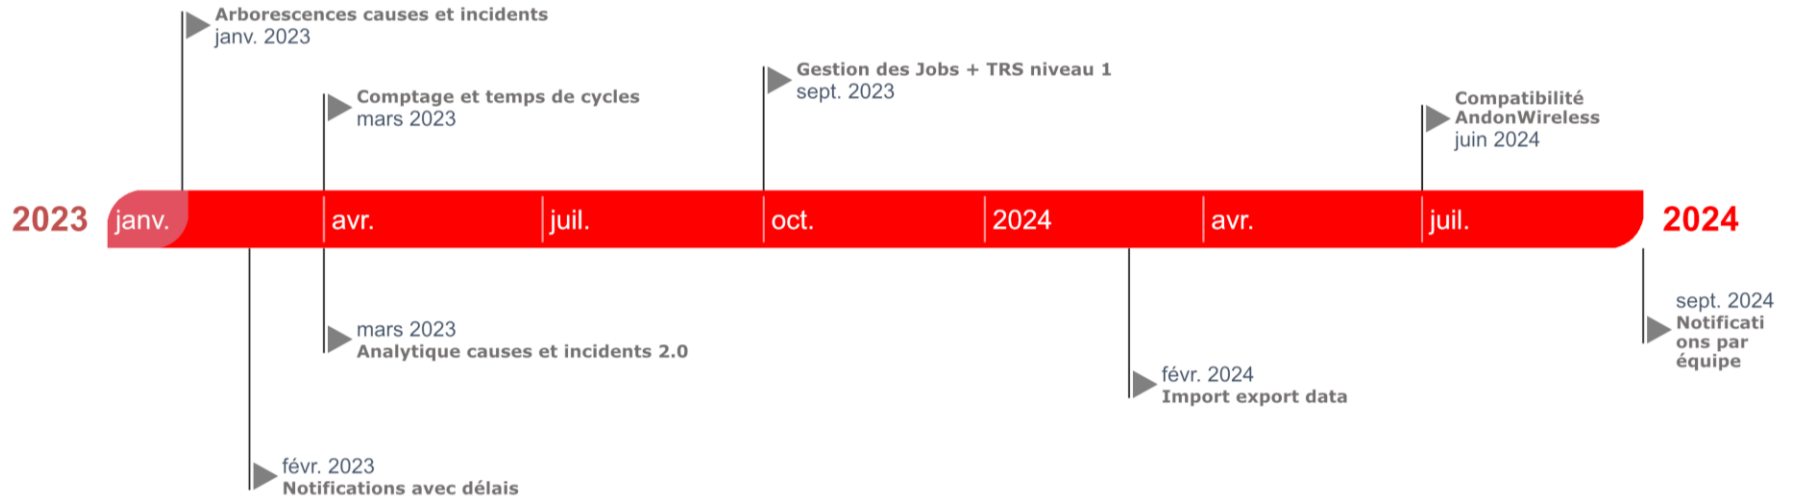 Arborescences causes et incidents
janv. 2023
Gestion des Jobs + TRS niveau 1
sept. 2023
Comptage et temps de cycles
mars 2023
Compatibilité
AndonWireless
juin 2024
2023 janv. avr. juil. oct. 2024 avr. juil. 2024
sept. 2024
Notificati
ons par
équipe
mars 2023
Analytique causes et incidents 2.0
févr. 2024
Import export data
févr. 2023
Notifications avec délais